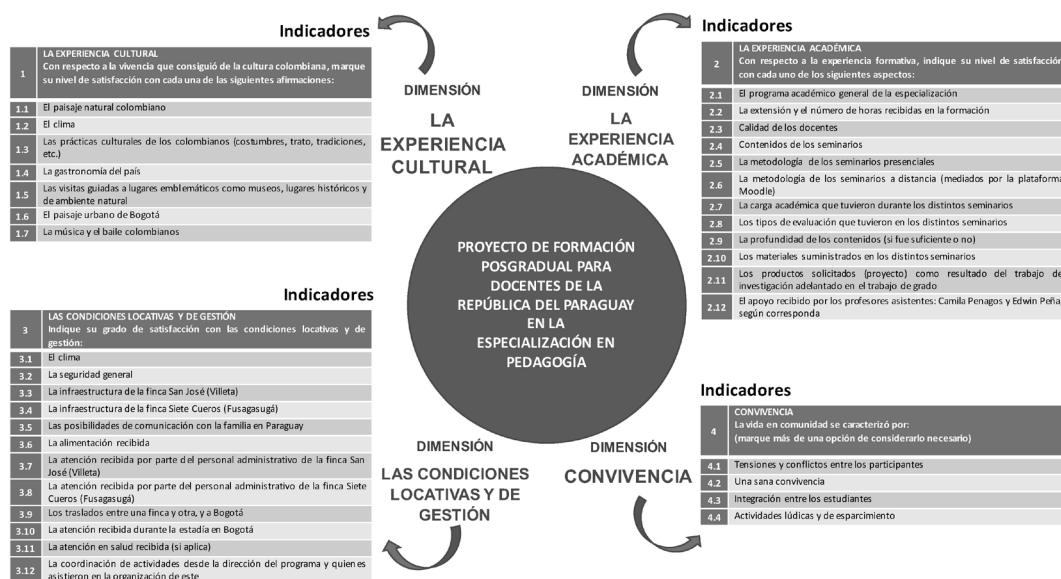 Indicadores
1
LA EXPERIENCIA CULTURAL
Con respecto a la vivencia que consiguió de la cultura colombiana, marque
su nivel de satisfacción con cada una de las siguientes afirmaciones:
1.1 El paisaje natural colombiano
1.2 El clima
1.3 Las prácticas culturales de los colombianos (costumbres, trato, tradiciones,
etc.)
1.4 La gastronomía del país
1.5 Las visitas guiadas a lugares emblemáticos como museos, lugares históricos y
de ambiente natural
1.6 El paisaje urbano de Bogotá
1.7 La música y el baile colombianos
DIMENSIÓN
LA
EXPERIENCIA
CULTURAL
DIMENSIÓN
LA
EXPERIENCIA
ACADÉMICA
Indicadores
2
LA EXPERIENCIA ACADÉMICA
Con respecto a la experiencia formativa, indique su nivel de satisfacción
con cada uno de los siguientes aspectos:
2.1 El programa académico general de la especialización
2.2 La extensión y el número de horas recibidas en la formación
2.3 Calidad de los docentes
2.4 Contenidos de los seminarios
2.5 La metodología de los seminarios presenciales
2.6 La metodología de los seminarios a distancia (mediados por la plataforma
Moodle)
2.7 La carga académica que tuvieron durante los distintos seminarios
2.8 Los tipos de evaluación que tuvieron en los distintos seminarios
2.9 La profundidad de los contenidos (si fue suficiente o no)
2.10 Los materiales suministrados en los distintos seminarios
2.11 Los productos solicitados (proyecto) como resultado del trabajo de
investigación adelantado en el trabajo de grado
2.12 El apoyo recibido por los profesores asistentes: Camila Penagos y Edwin Peña,
según corresponda
PROYECTO DE FORMACIÓN
POSGRADUAL PARA
DOCENTES DE LA
REPÚBLICA DEL PARAGUAY
EN LA
ESPECIALIZACIÓN EN
PEDAGOGÍA
Indicadores
3
LAS CONDICIONES LOCATIVAS Y DE GESTIÓN
Indique su grado de satisfacción con las condiciones locativas y de
gestión:
3.1 El clima
3.2 La seguridad general
3.3 La infraestructura de la finca San José (Villeta)
3.4 La infraestructura de la finca Siete Cueros (Fusagasugá)
3.5 Las posibilidades de comunicación con la familia en Paraguay
3.6 La alimentación recibida
3.7 La atención recibida por parte del personal administrativo de la finca San
José (Villeta)
3.8 La atención recibida por parte del personal administrativo de la finca Siete
Cueros (Fusagasugá)
3.9 Los traslados entre una finca y otra, y a Bogotá
3.10 La atención recibida durante la estadía en Bogotá
3.11 La atención en salud recibida (si aplica)
3.12 La coordinación de actividades desde la dirección del programa y quienes
asistieron en la organización de este
DIMENSIÓN
LAS CONDICIONES
LOCATIVAS Y DE
GESTIÓN
DIMENSIÓN
CONVIVENCIA
Indicadores
4
CONVIVENCIA
La vida en comunidad se caracterizó por:
(marque más de una opción de considerarlo necesario)
4.1 Tensiones y conflictos entre los participantes
4.2 Una sana convivencia
4.3 Integración entre los estudiantes
4.4 Actividades lúdicas y de esparcimiento